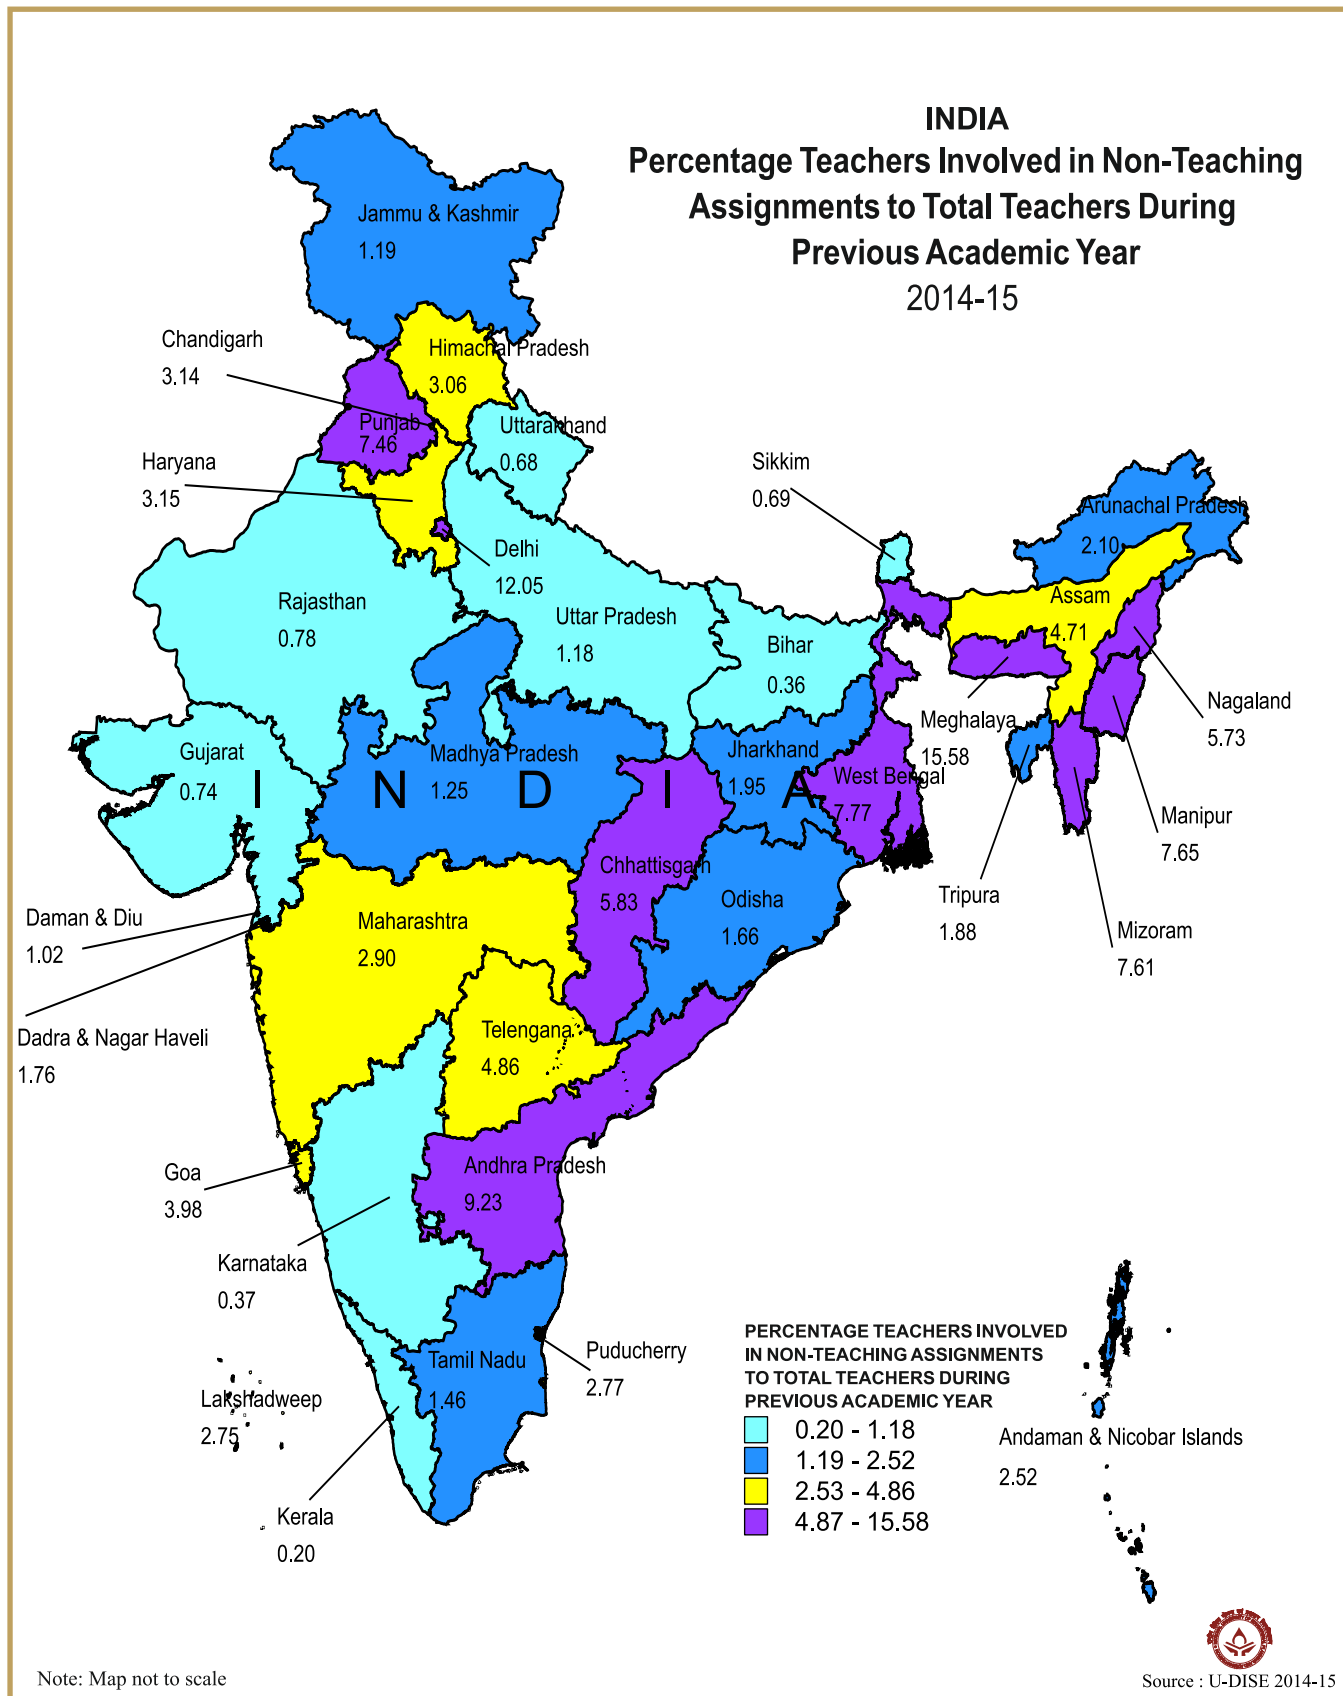 INDIA
Percentage Teachers Involved in Non-Teaching
Assignments to Total Teachers During
Previous Academic Year
2014-15
Jammu & Kashmir
1.19
Chandigarh
3.14
Himachal Pradesh
3.06
Punjab
7.46
Uttarakhand
0.68
Haryana
3.15
Sikkim
0.69
Arunachal Pradesh
2.10
Delhi
12.05
Rajasthan
0.78
Uttar Pradesh
1.18
Bihar
0.36
Assam
4.71
Nagaland
5.73
Meghalaya
15.58
Gujarat
0.74
Madhya Pradesh
1.25
Jharkhand
1.95
West Bengal
7.77
I N D I A
Manipur
7.65
Chhattisgarh
5.83
Odisha
1.66
Tripura
1.88
Mizoram
7.61
Daman & Diu
1.02
Maharashtra
2.90
Dadra & Nagar Haveli
1.76
Telengana
4.86
Goa
3.98
Andhra Pradesh
9.23
Karnataka
0.37
Puducherry
2.77
Tamil Nadu
1.46
Lakshadweep
2.75
Kerala
0.20
PERCENTAGE TEACHERS INVOLVED
IN NON-TEACHING ASSIGNMENTS
TO TOTAL TEACHERS DURING
PREVIOUS ACADEMIC YEAR
0.20 - 1.18
1.19 - 2.52
2.53 - 4.86
4.87 - 15.58
Andaman & Nicobar Islands
2.52
Note: Map not to scale
Source : U-DISE 2014-15